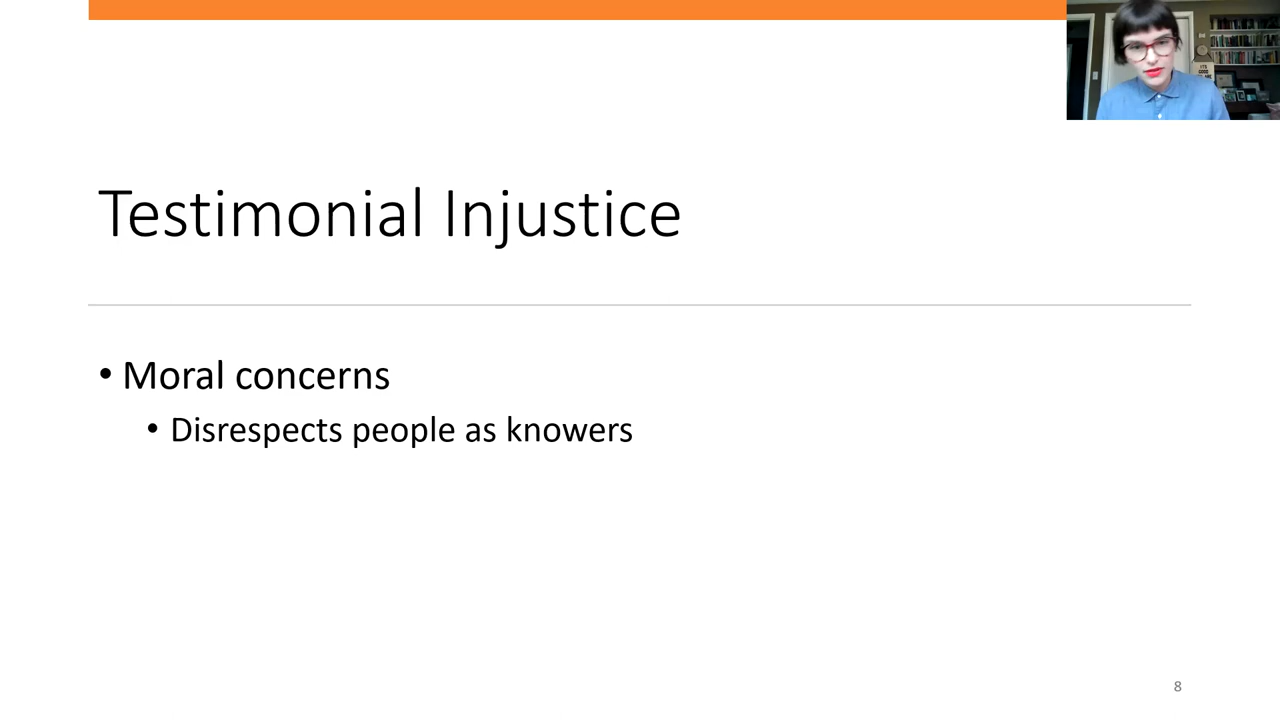 Testimonial Injustice
• Moral concerns
• Disrespects people as knowers
8